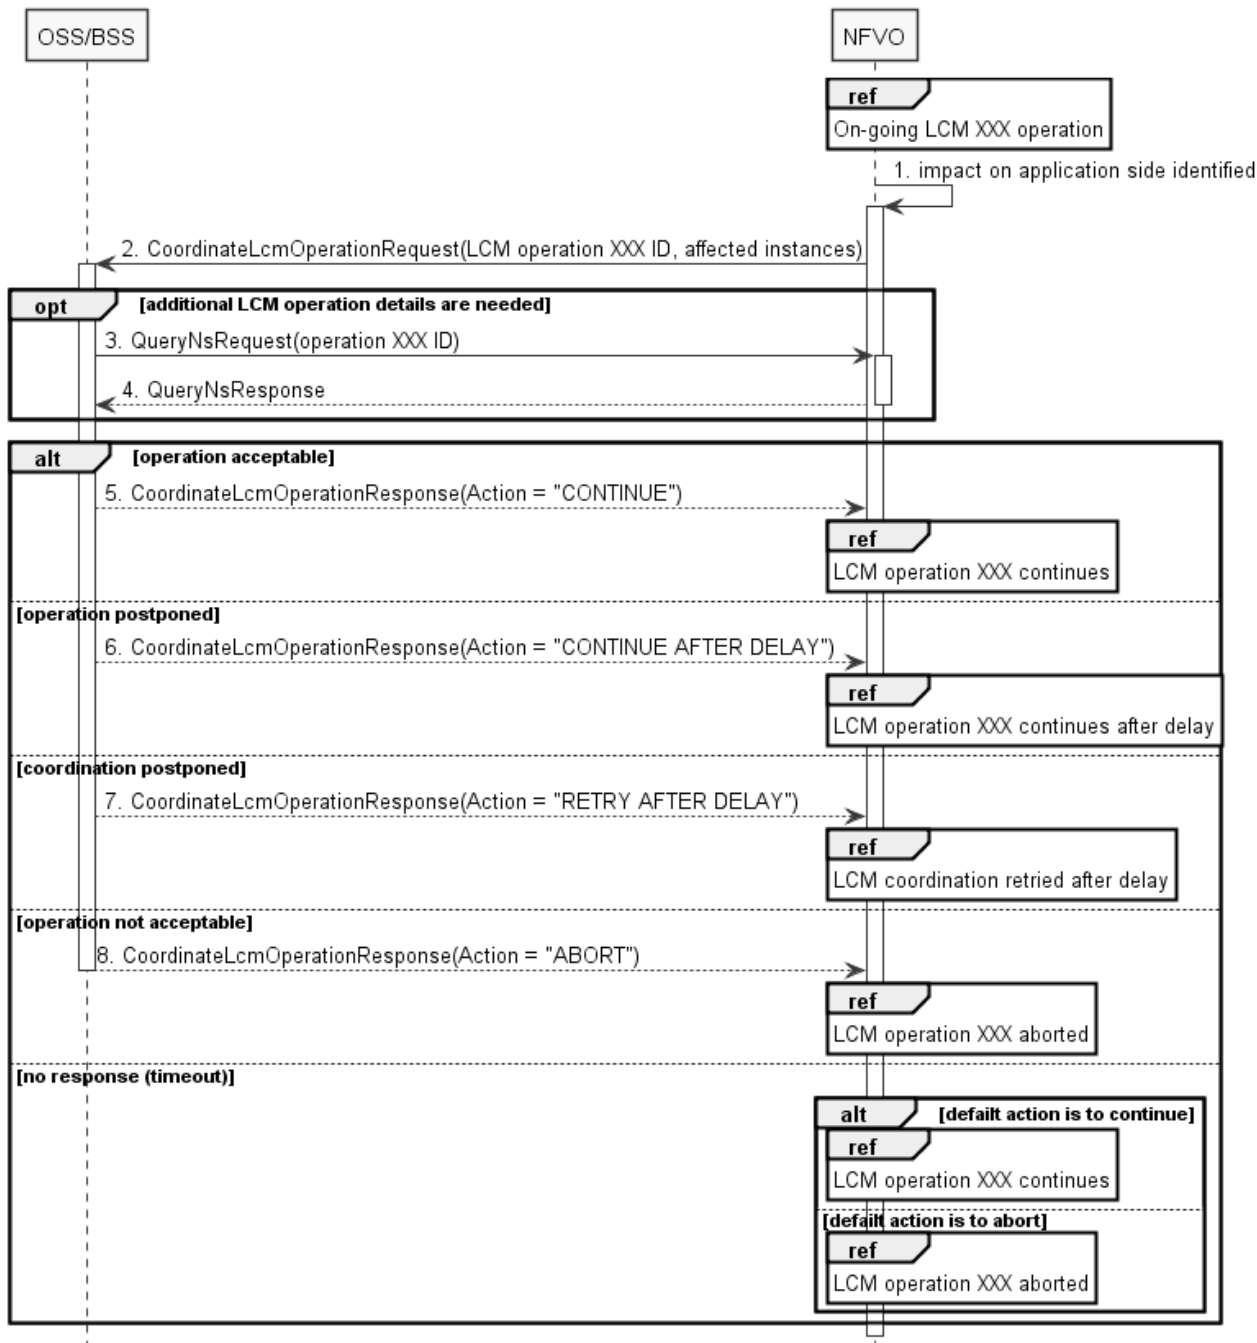 OSS/BSS
NFVO
ref
On-going LCM XXX operation
1. impact on application side identified
2. CoordinateLcmOperationRequest(LCM operation XXX ID, affected instances)
opt
[additional LCM operation details are needed]
3. QueryNsRequest(operation XXX ID)
4. QueryNsResponse
alt
[operation acceptable]
5. CoordinateLcmOperationResponse(Action = "CONTINUE")
ref
LCM operation XXX continues
[operation postponed]
6. CoordinateLcmOperationResponse(Action = "CONTINUE AFTER DELAY")
ref
LCM operation XXX continues after delay
[coordination postponed]
7. CoordinateLcmOperationResponse(Action = "RETRY AFTER DELAY")
ref
LCM coordination retried after delay
[operation not acceptable]
8. CoordinateLcmOperationResponse(Action = "ABORT")
ref
LCM operation XXX aborted
[no response (timeout)]
alt
[defailt action is to continue]
ref
LCM operation XXX continues
[defailt action is to abort]
ref
LCM operation XXX aborted